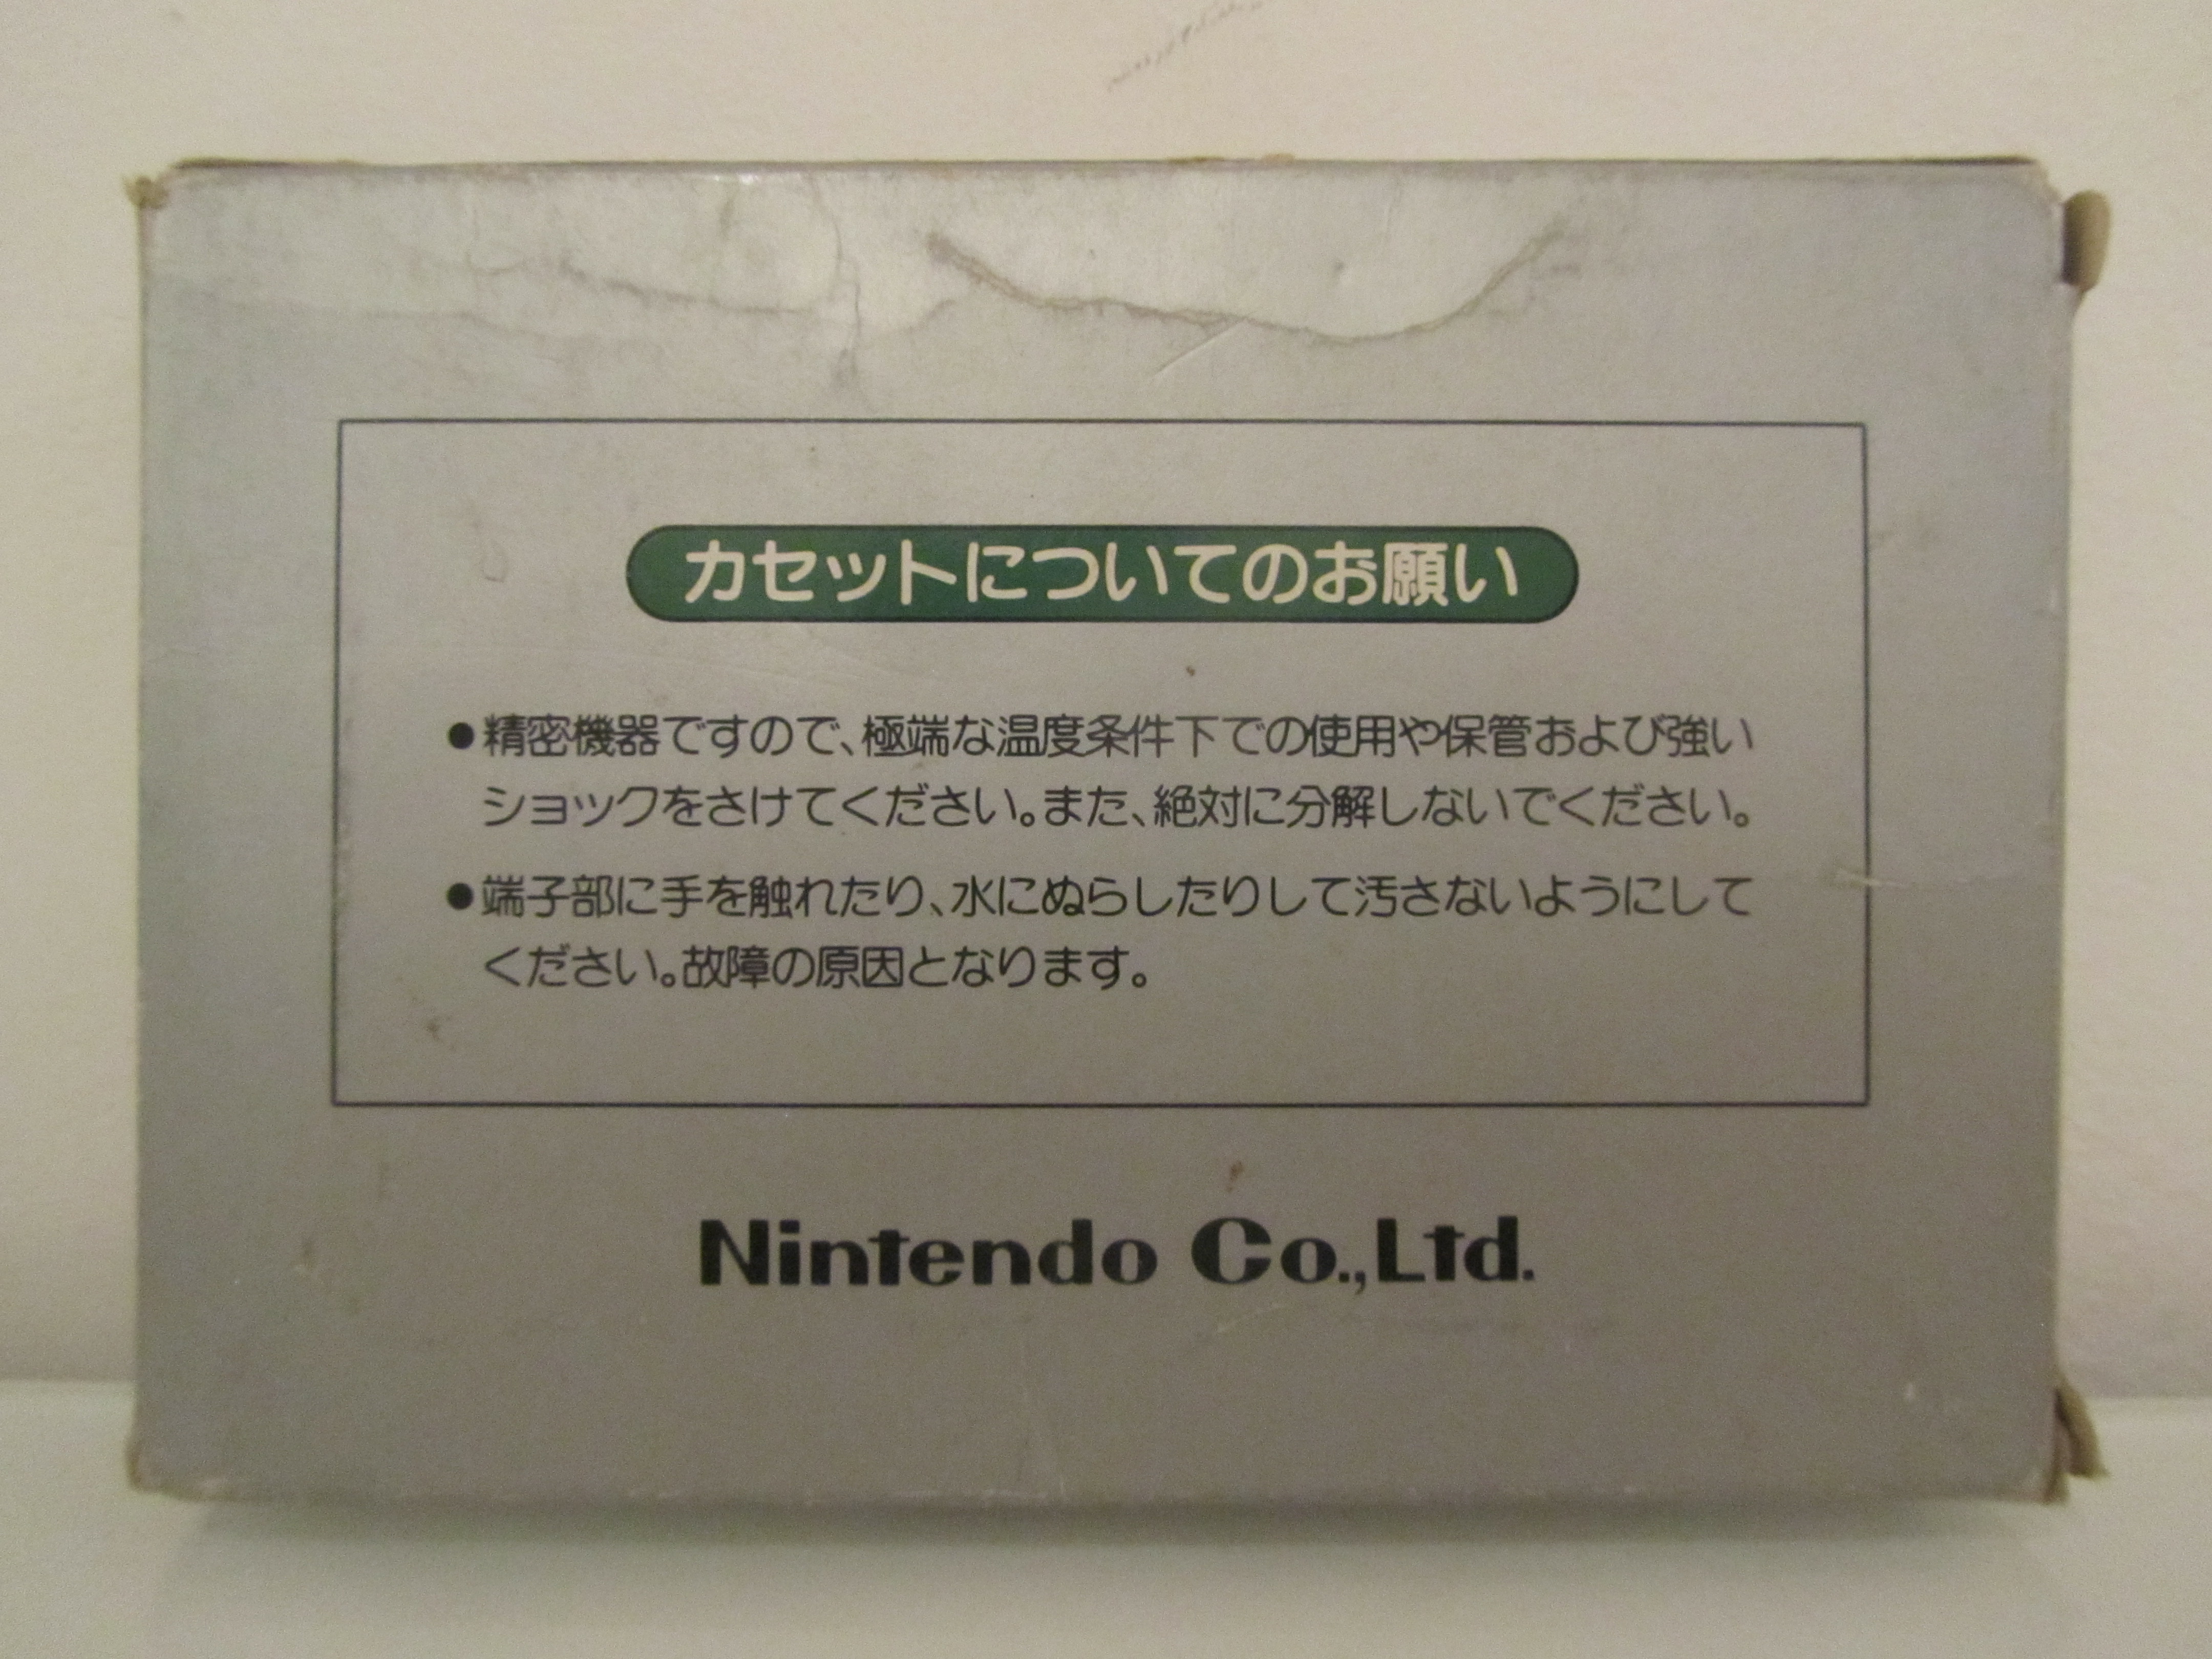 カセットについてのお願い
●精密機器ですので、極端な温度条件下での使用や保管および強い
ショックをさけてください。また、絶対に分解しないでください。
●端子部に手を触れたり、水にぬらしたりして汚さないようにして
ください。故障の原因となります。
Nintendo Co.,Ltd.